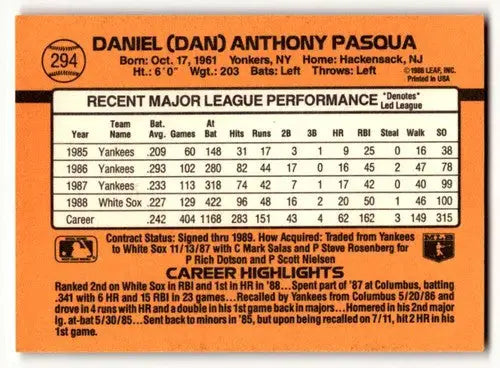 294
DANIEL (DAN) ANTHONY PASQUA
Born: Oct. 17, 1961 Yonkers, NY Home: Hackensack, NJ
Ht.: 6'0" Wgt.: 203 Bats: Left Throws: Left
©1988 LEAF, INC.
Printed in USA
RECENT MAJOR LEAGUE PERFORMANCE *Denotes*
Led League
Year Team Name Bat. Avg. Games At Bat Hits Runs 2B 3B HR RBI Steal Walk SO
1985 Yankees .209 60 148 31 17 3 1 9 25 0 16 38
1986 Yankees .293 102 280 82 44 17 0 16 45 2 47 78
1987 Yankees .233 113 318 74 42 7 1 17 42 0 40 99
1988 White Sox .227 129 422 96 48 16 2 20 50 1 46 100
Career .242 404 1168 283 151 43 4 62 162 3 149 315
Contract Status: Signed thru 1989. How Acquired: Traded from Yankees
to White Sox 11/13/87 with C Mark Salas and P Steve Rosenberg for
P Rich Dotson and P Scott Nielsen
MLB
CAREER HIGHLIGHTS
Ranked 2nd on White Sox in RBI and 1st in HR in '88...Spent part of '87 at Columbus, batting
.341 with 6 HR and 15 RBI in 23 games...Recalled by Yankees from Columbus 5/20/86 and
drove in 4 runs with HR and a double in his 1st game back in majors...Homered in his 2nd major
lg. at-bat 5/30/85...Sent back to minors in '85, but upon being recalled on 7/11, hit 2 HR in his
1st game.